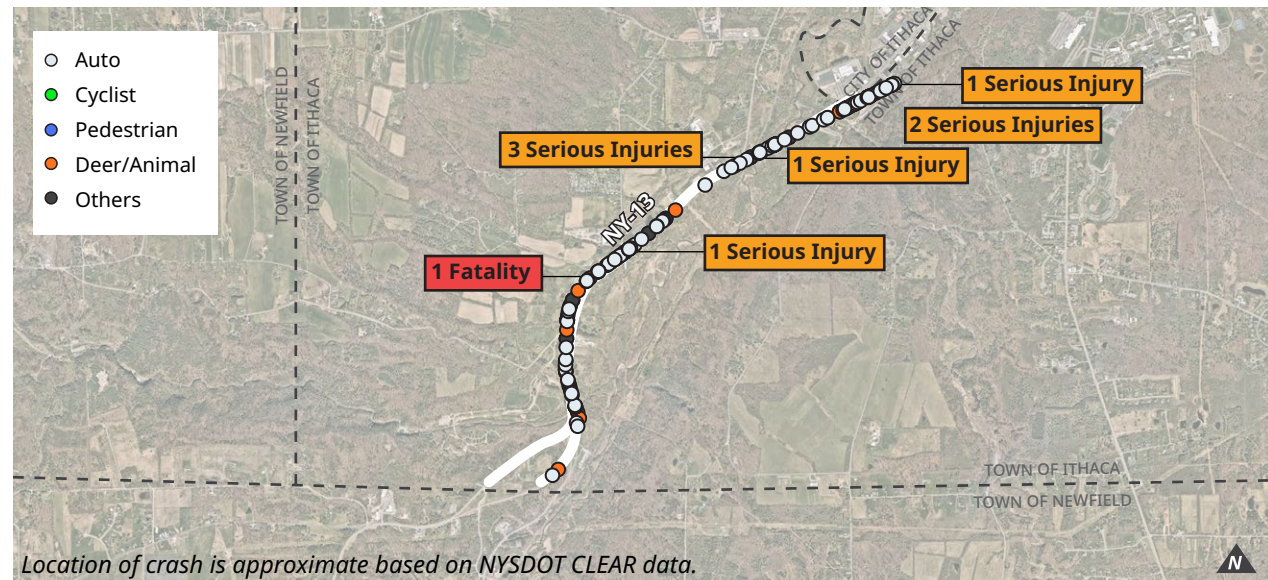 Auto
Cyclist
Pedestrian
Deer/Animal
Others
TOWN OF NEWFIELD
TOWN OF ITHACA
CITY OF ITHACA
TOWN OF ITHACA
1 Serious Injury
2 Serious Injuries
3 Serious Injuries
1 Serious Injury
NY-13
1 Serious Injury
1 Fatality
TOWN OF ITHACA
TOWN OF NEWFIELD
Location of crash is approximate based on NYSDOT CLEAR data.
N